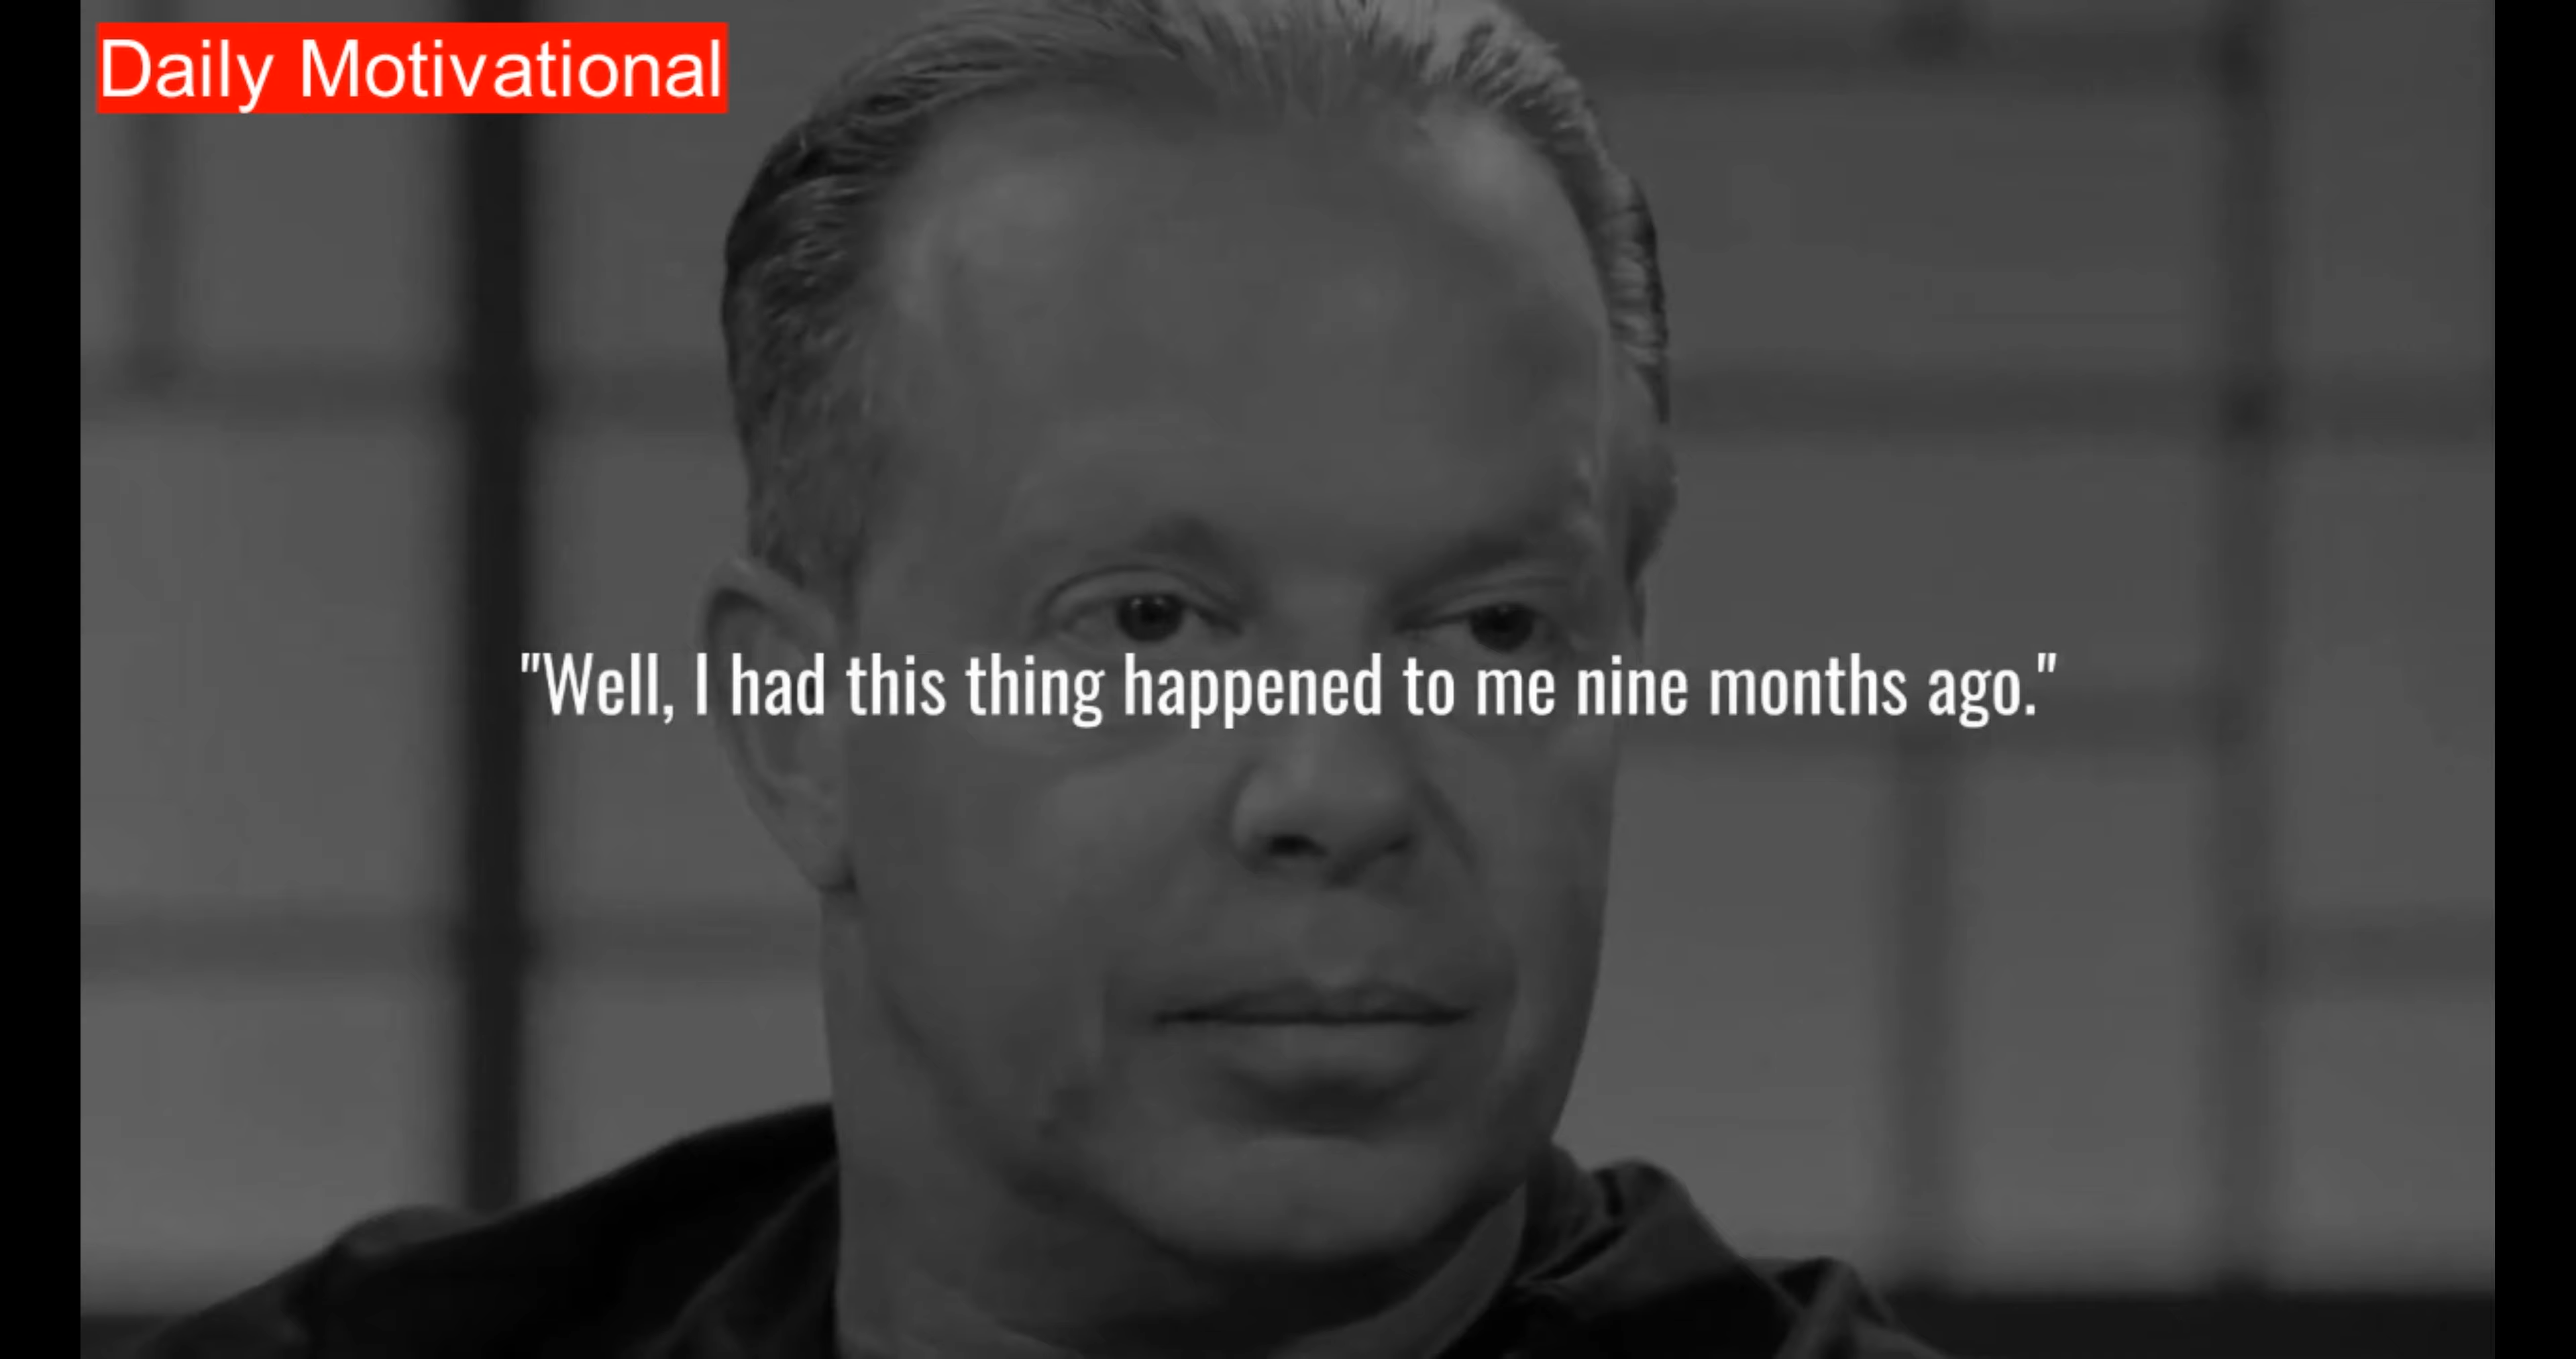 Daily Motivational
"Well, I had this thing happened to me nine months ago."